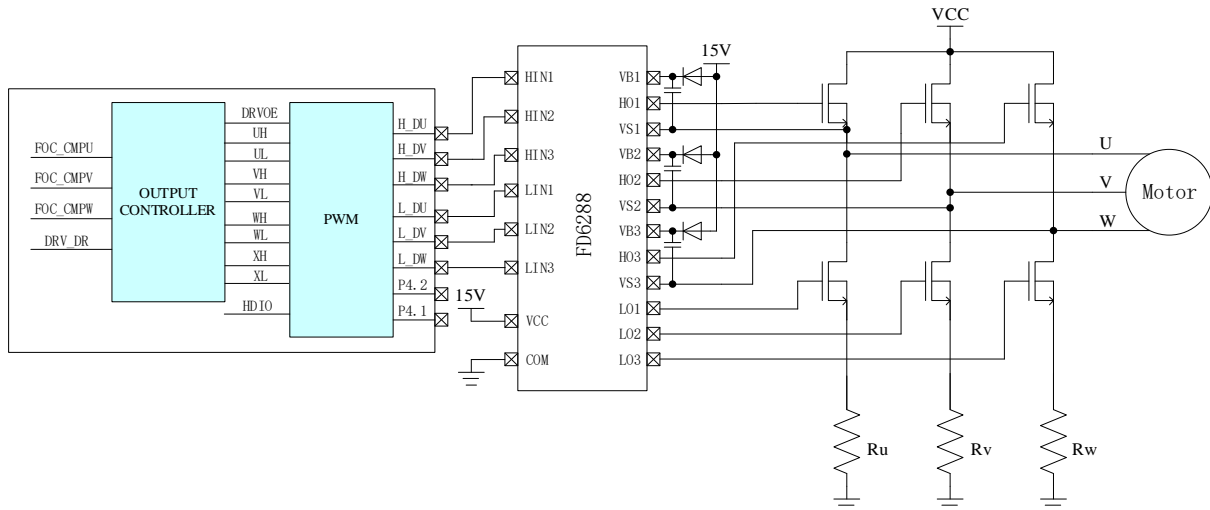 VCC
15V
HIN1
HIN2
HIN3
LIN1
LIN2
LIN3
VCC
COM
FD6288
VB1
HO1
VS1
VB2
HO2
VS2
VB3
HO3
VS3
LO1
LO2
LO3
FOC_CMPU
FOC_CMPV
FOC_CMPW
DRV_DR
OUTPUT
CONTROLLER
DRVOE
UH
UL
VH
VL
WH
WL
XH
XL
HDIO
PWM
H_DU
H_DV
H_DW
L_DU
L_DV
L_DW
P4.2
P4.1
15V
U
V
W
Motor
Ru
Rv
Rw